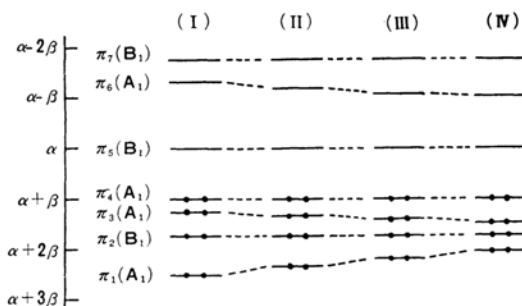 (I) (II) (III) (IV)
α-2β π₇(B₁)
π₆(A₁)
α-β
α π₅(B₁)
α+β π₄(A₁)
π₃(A₁)
π₂(B₁)
α+2β
π₁(A₁)
α+3β